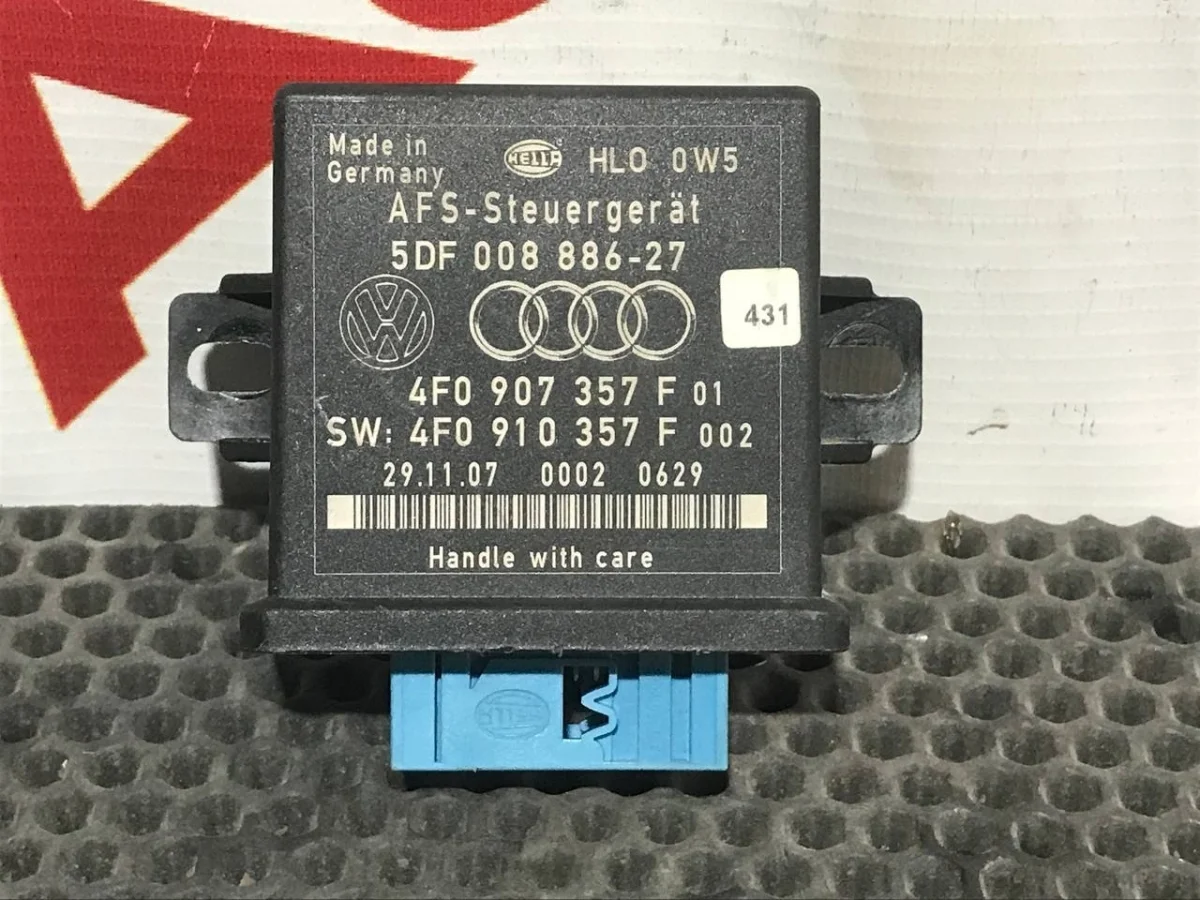 Made in
Germany
HELLA HLO 0W5
AFS-Steuergerät
5DF 008 886-27
431
4F0 907 357 F 01
SW: 4F0 910 357 F 002
29.11.07 0002 0629
Handle with care
HELLA